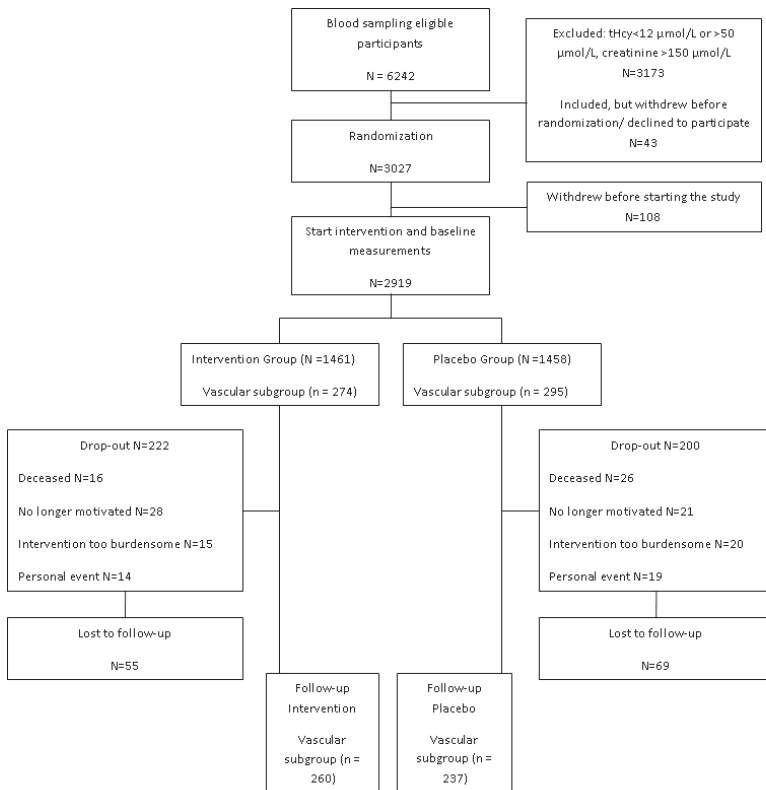 Blood sampling eligible
participants
N = 6242
Excluded: tHcy<12 µmol/L or >50
µmol/L, creatinine >150 µmol/L
N=3173
Included, but withdrew before
randomization/ declined to participate
N=43
Randomization
N=3027
Withdrew before starting the study
N=108
Start intervention and baseline
measurements
N=2919
Intervention Group (N =1461)
Vascular subgroup (n = 274)
Placebo Group (N =1458)
Vascular subgroup (n = 295)
Drop-out N=222
Deceased N=16
No longer motivated N=28
Intervention too burdensome N=15
Personal event N=14
Drop-out N=200
Deceased N=26
No longer motivated N=21
Intervention too burdensome N=20
Personal event N=19
Lost to follow-up
N=55
Lost to follow-up
N=69
Follow-up
Intervention
Vascular
subgroup (n =
260)
Follow-up
Placebo
Vascular
subgroup (n =
237)